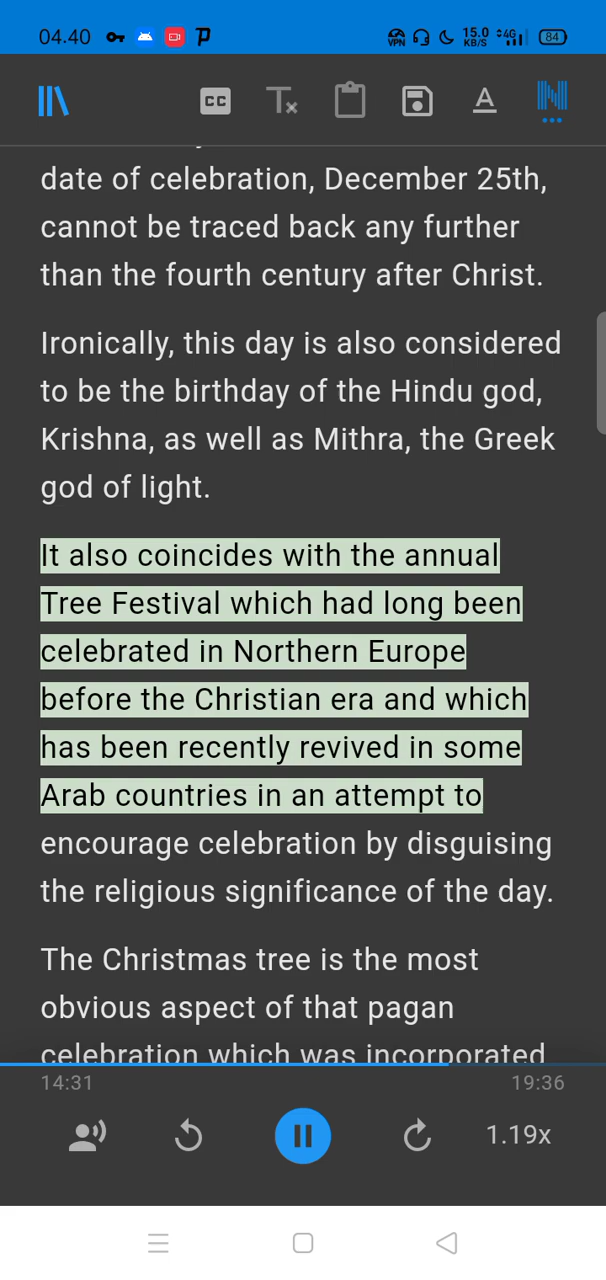 04.40
VPN
15.0
KB/S
4G
84
CC
Tx
A
N
date of celebration, December 25th,
cannot be traced back any further
than the fourth century after Christ.
Ironically, this day is also considered
to be the birthday of the Hindu god,
Krishna, as well as Mithra, the Greek
god of light.
It also coincides with the annual
Tree Festival which had long been
celebrated in Northern Europe
before the Christian era and which
has been recently revived in some
Arab countries in an attempt to
encourage celebration by disguising
the religious significance of the day.
The Christmas tree is the most
obvious aspect of that pagan
celebration which was incorporated
14:31
19:36
1.19x